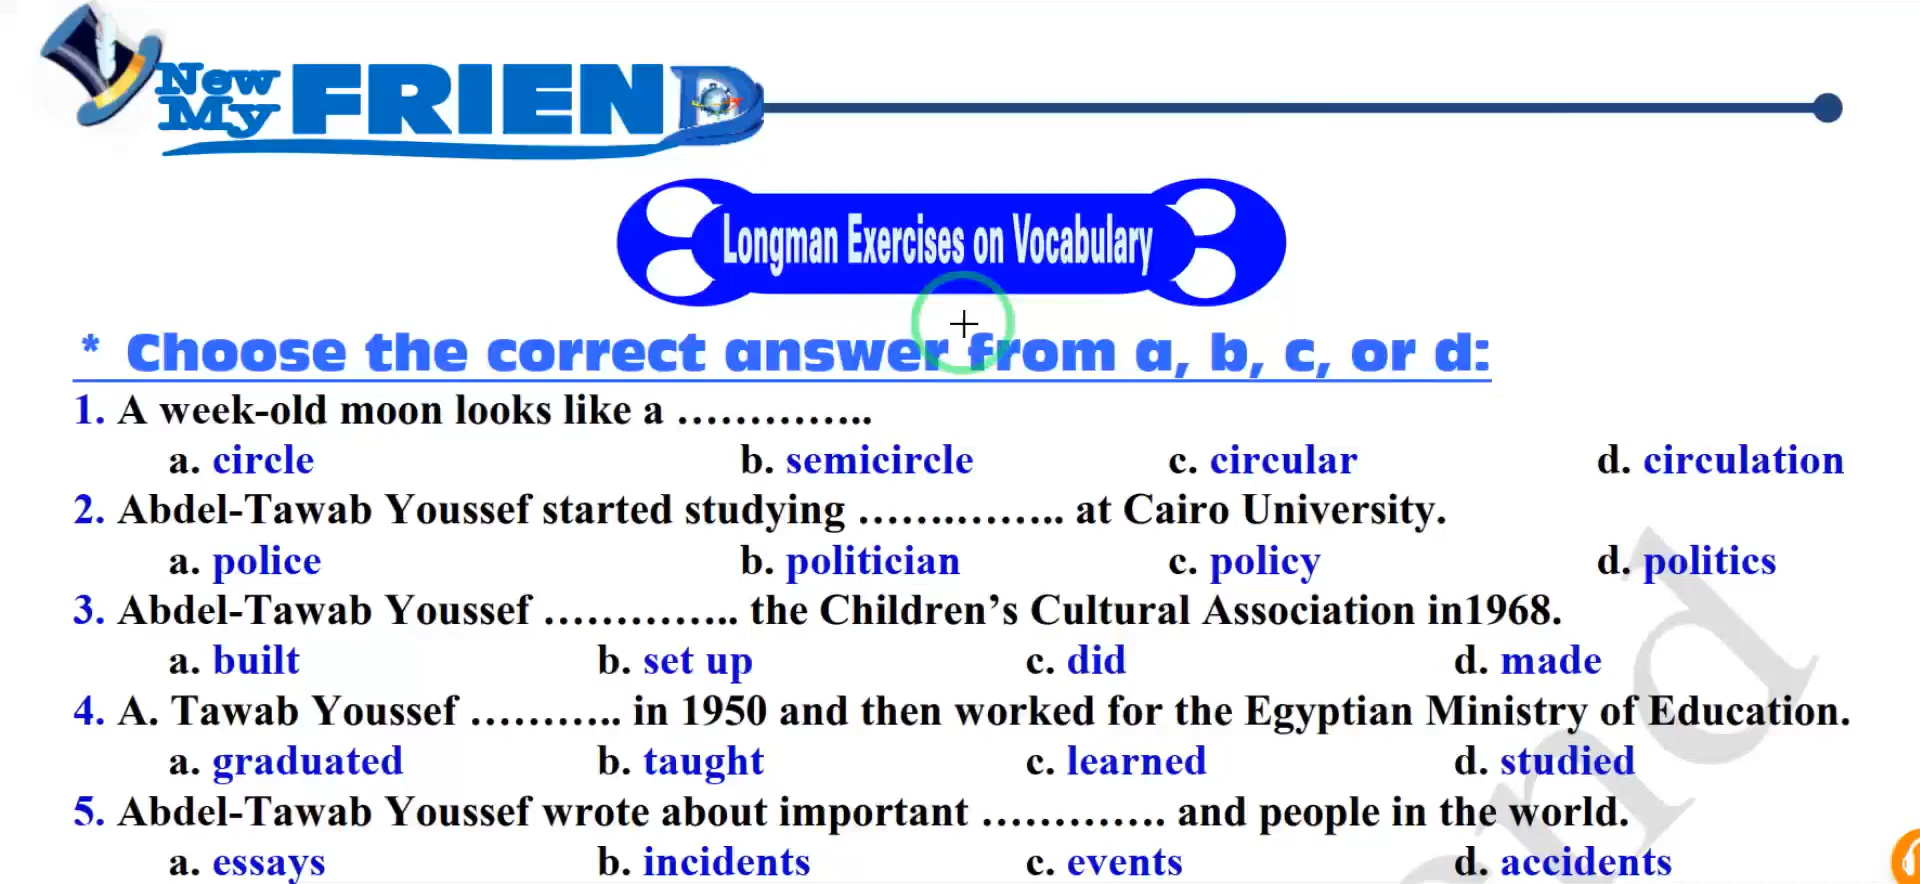 New
My FRIEND
Longman Exercises on Vocabulary
* Choose the correct answer from a, b, c, or d:
1. A week-old moon looks like a …………..
a. circle b. semicircle c. circular d. circulation
2. Abdel-Tawab Youssef started studying ……..…….. at Cairo University.
a. police b. politician c. policy d. politics
3. Abdel-Tawab Youssef ………….. the Children’s Cultural Association in1968.
a. built b. set up c. did d. made
4. A. Tawab Youssef ……….. in 1950 and then worked for the Egyptian Ministry of Education.
a. graduated b. taught c. learned d. studied
5. Abdel-Tawab Youssef wrote about important …………. and people in the world.
a. essays b. incidents c. events d. accidents